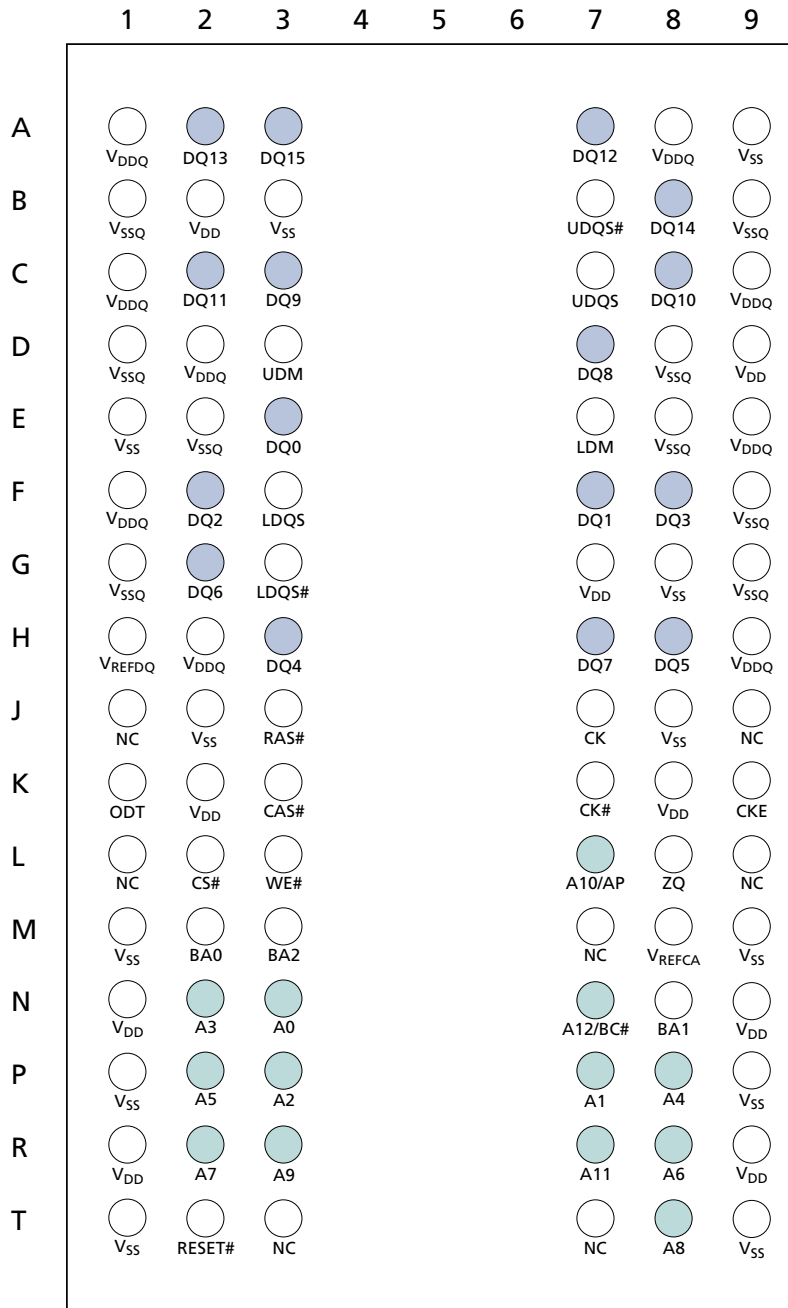 1 2 3 4 5 6 7 8 9
A
VDDQ DQ13 DQ15 DQ12 VDDQ VSS
B
VSSQ VDD VSS UDQS# DQ14 VSSQ
C
VDDQ DQ11 DQ9 UDQS DQ10 VDDQ
D
VSSQ VDDQ UDM DQ8 VSSQ VDD
E
VSS VSSQ DQ0 LDM VSSQ VDDQ
F
VDDQ DQ2 LDQS DQ1 DQ3 VSSQ
G
VSSQ DQ6 LDQS# VDD VSS VSSQ
H
VREFDQ VDDQ DQ4 DQ7 DQ5 VDDQ
J
NC VSS RAS# CK VSS NC
K
ODT VDD CAS# CK# VDD CKE
L
NC CS# WE# A10/AP ZQ NC
M
VSS BA0 BA2 NC VREFCA VSS
N
VDD A3 A0 A12/BC# BA1 VDD
P
VSS A5 A2 A1 A4 VSS
R
VDD A7 A9 A11 A6 VDD
T
VSS RESET# NC NC A8 VSS